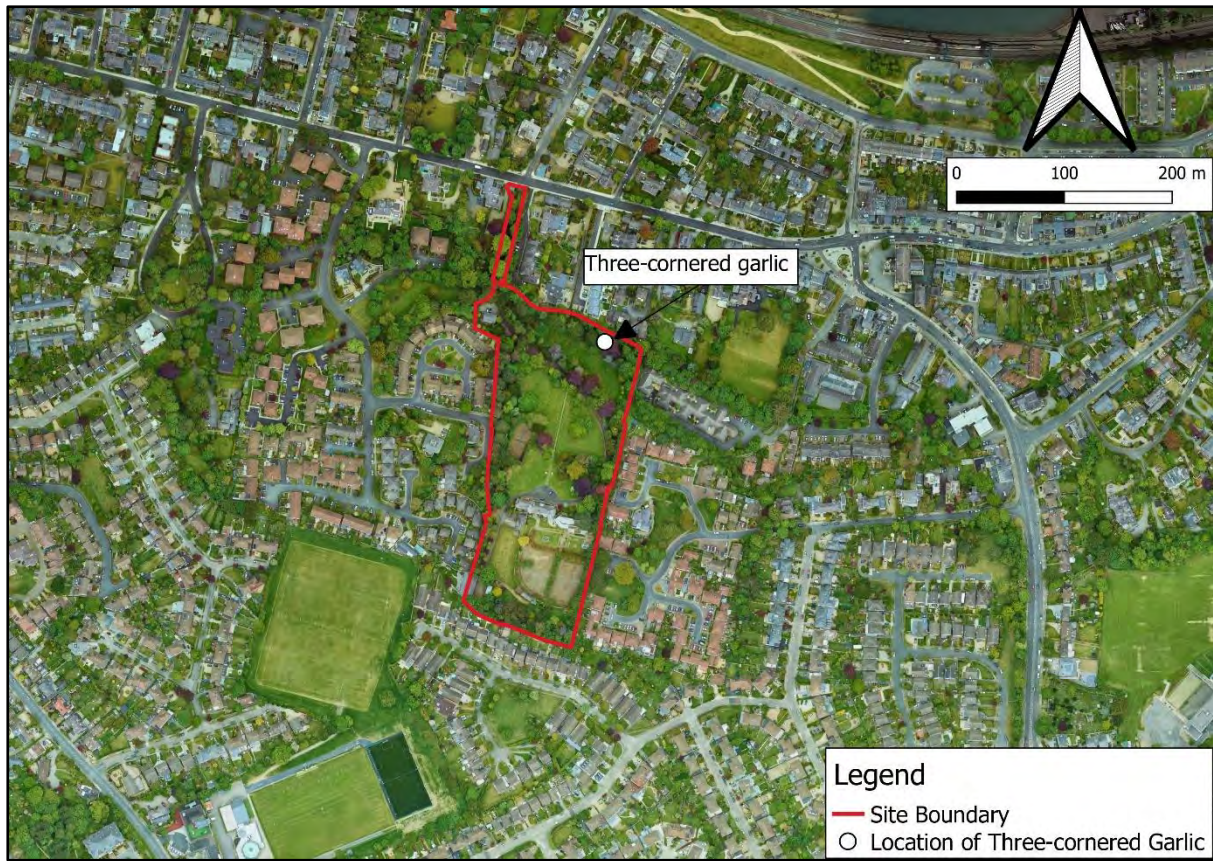 0 100 200 m
Three-cornered garlic
Legend
Site Boundary
Location of Three-cornered Garlic